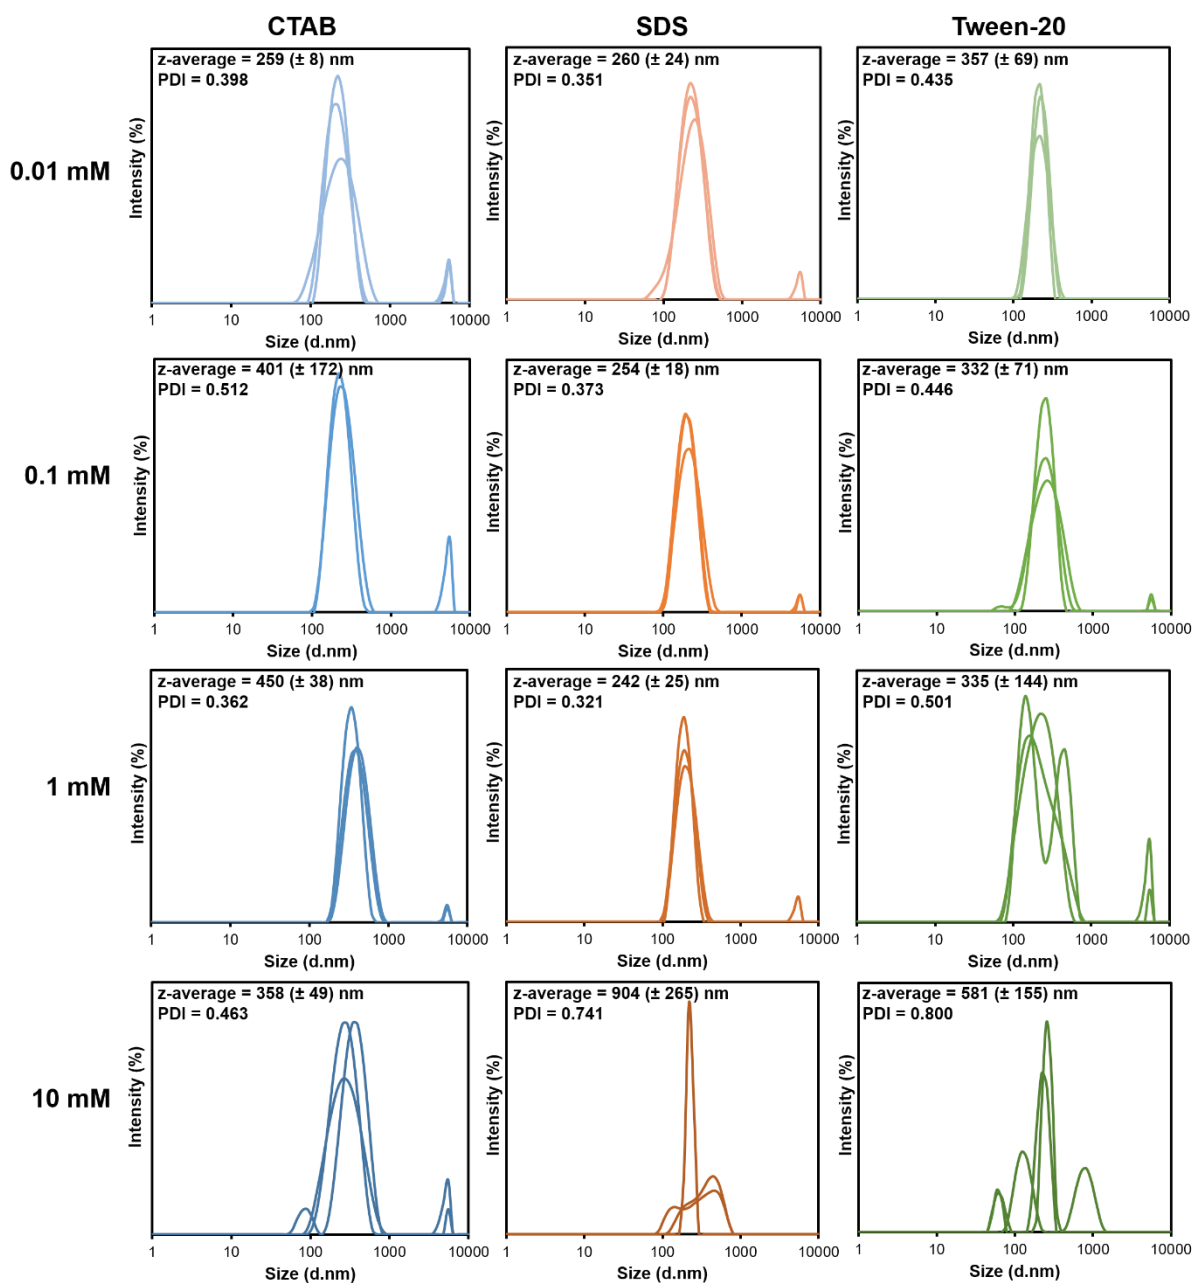 CTAB
SDS
Tween-20
0.01 mM
z-average = 259 (± 8) nm
PDI = 0.398
Intensity (%)
1 10 100 1000 10000
Size (d.nm)
z-average = 260 (± 24) nm
PDI = 0.351
Intensity (%)
1 10 100 1000 10000
Size (d.nm)
z-average = 357 (± 69) nm
PDI = 0.435
Intensity (%)
1 10 100 1000 10000
Size (d.nm)
0.1 mM
z-average = 401 (± 172) nm
PDI = 0.512
Intensity (%)
1 10 100 1000 10000
Size (d.nm)
z-average = 254 (± 18) nm
PDI = 0.373
Intensity (%)
1 10 100 1000 10000
Size (d.nm)
z-average = 332 (± 71) nm
PDI = 0.446
Intensity (%)
1 10 100 1000 10000
Size (d.nm)
1 mM
z-average = 450 (± 38) nm
PDI = 0.362
Intensity (%)
1 10 100 1000 10000
Size (d.nm)
z-average = 242 (± 25) nm
PDI = 0.321
Intensity (%)
1 10 100 1000 10000
Size (d.nm)
z-average = 335 (± 144) nm
PDI = 0.501
Intensity (%)
1 10 100 1000 10000
Size (d.nm)
10 mM
z-average = 358 (± 49) nm
PDI = 0.463
Intensity (%)
1 10 100 1000 10000
Size (d.nm)
z-average = 904 (± 265) nm
PDI = 0.741
Intensity (%)
1 10 100 1000 10000
Size (d.nm)
z-average = 581 (± 155) nm
PDI = 0.800
Intensity (%)
1 10 100 1000 10000
Size (d.nm)